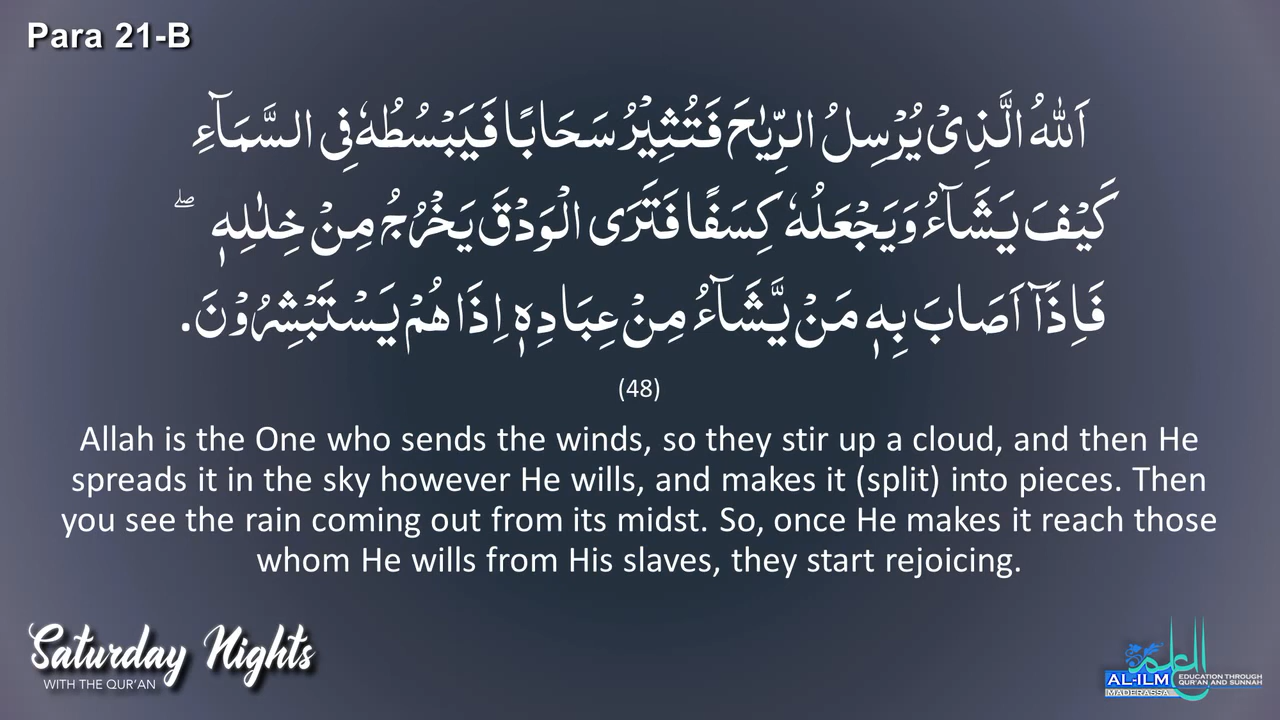 Para 21-B
اَللّٰهُ الَّذِىْ يُرْسِلُ الرِّيٰحَ فَتُثِيْرُ سَحَابًا فَيَبْسُطُهٗ فِى السَّمَآءِ
كَيْفَ يَشَآءُ وَيَجْعَلُهٗ كِسَفًا فَتَرَى الْوَدْقَ يَخْرُجُ مِنْ خِلٰلِهٖ ۖ
فَاِذَآ اَصَابَ بِهٖ مَنْ يَّشَآءُ مِنْ عِبَادِهٖ اِذَا هُمْ يَسْتَبْشِرُوْنَ.
(48)
Allah is the One who sends the winds, so they stir up a cloud, and then He
spreads it in the sky however He wills, and makes it (split) into pieces. Then
you see the rain coming out from its midst. So, once He makes it reach those
whom He wills from His slaves, they start rejoicing.
Saturday Nights
WITH THE QUR'AN
العلم
AL-ILM
MADERASSA
EDUCATION THROUGH
QUR'AN AND SUNNAH